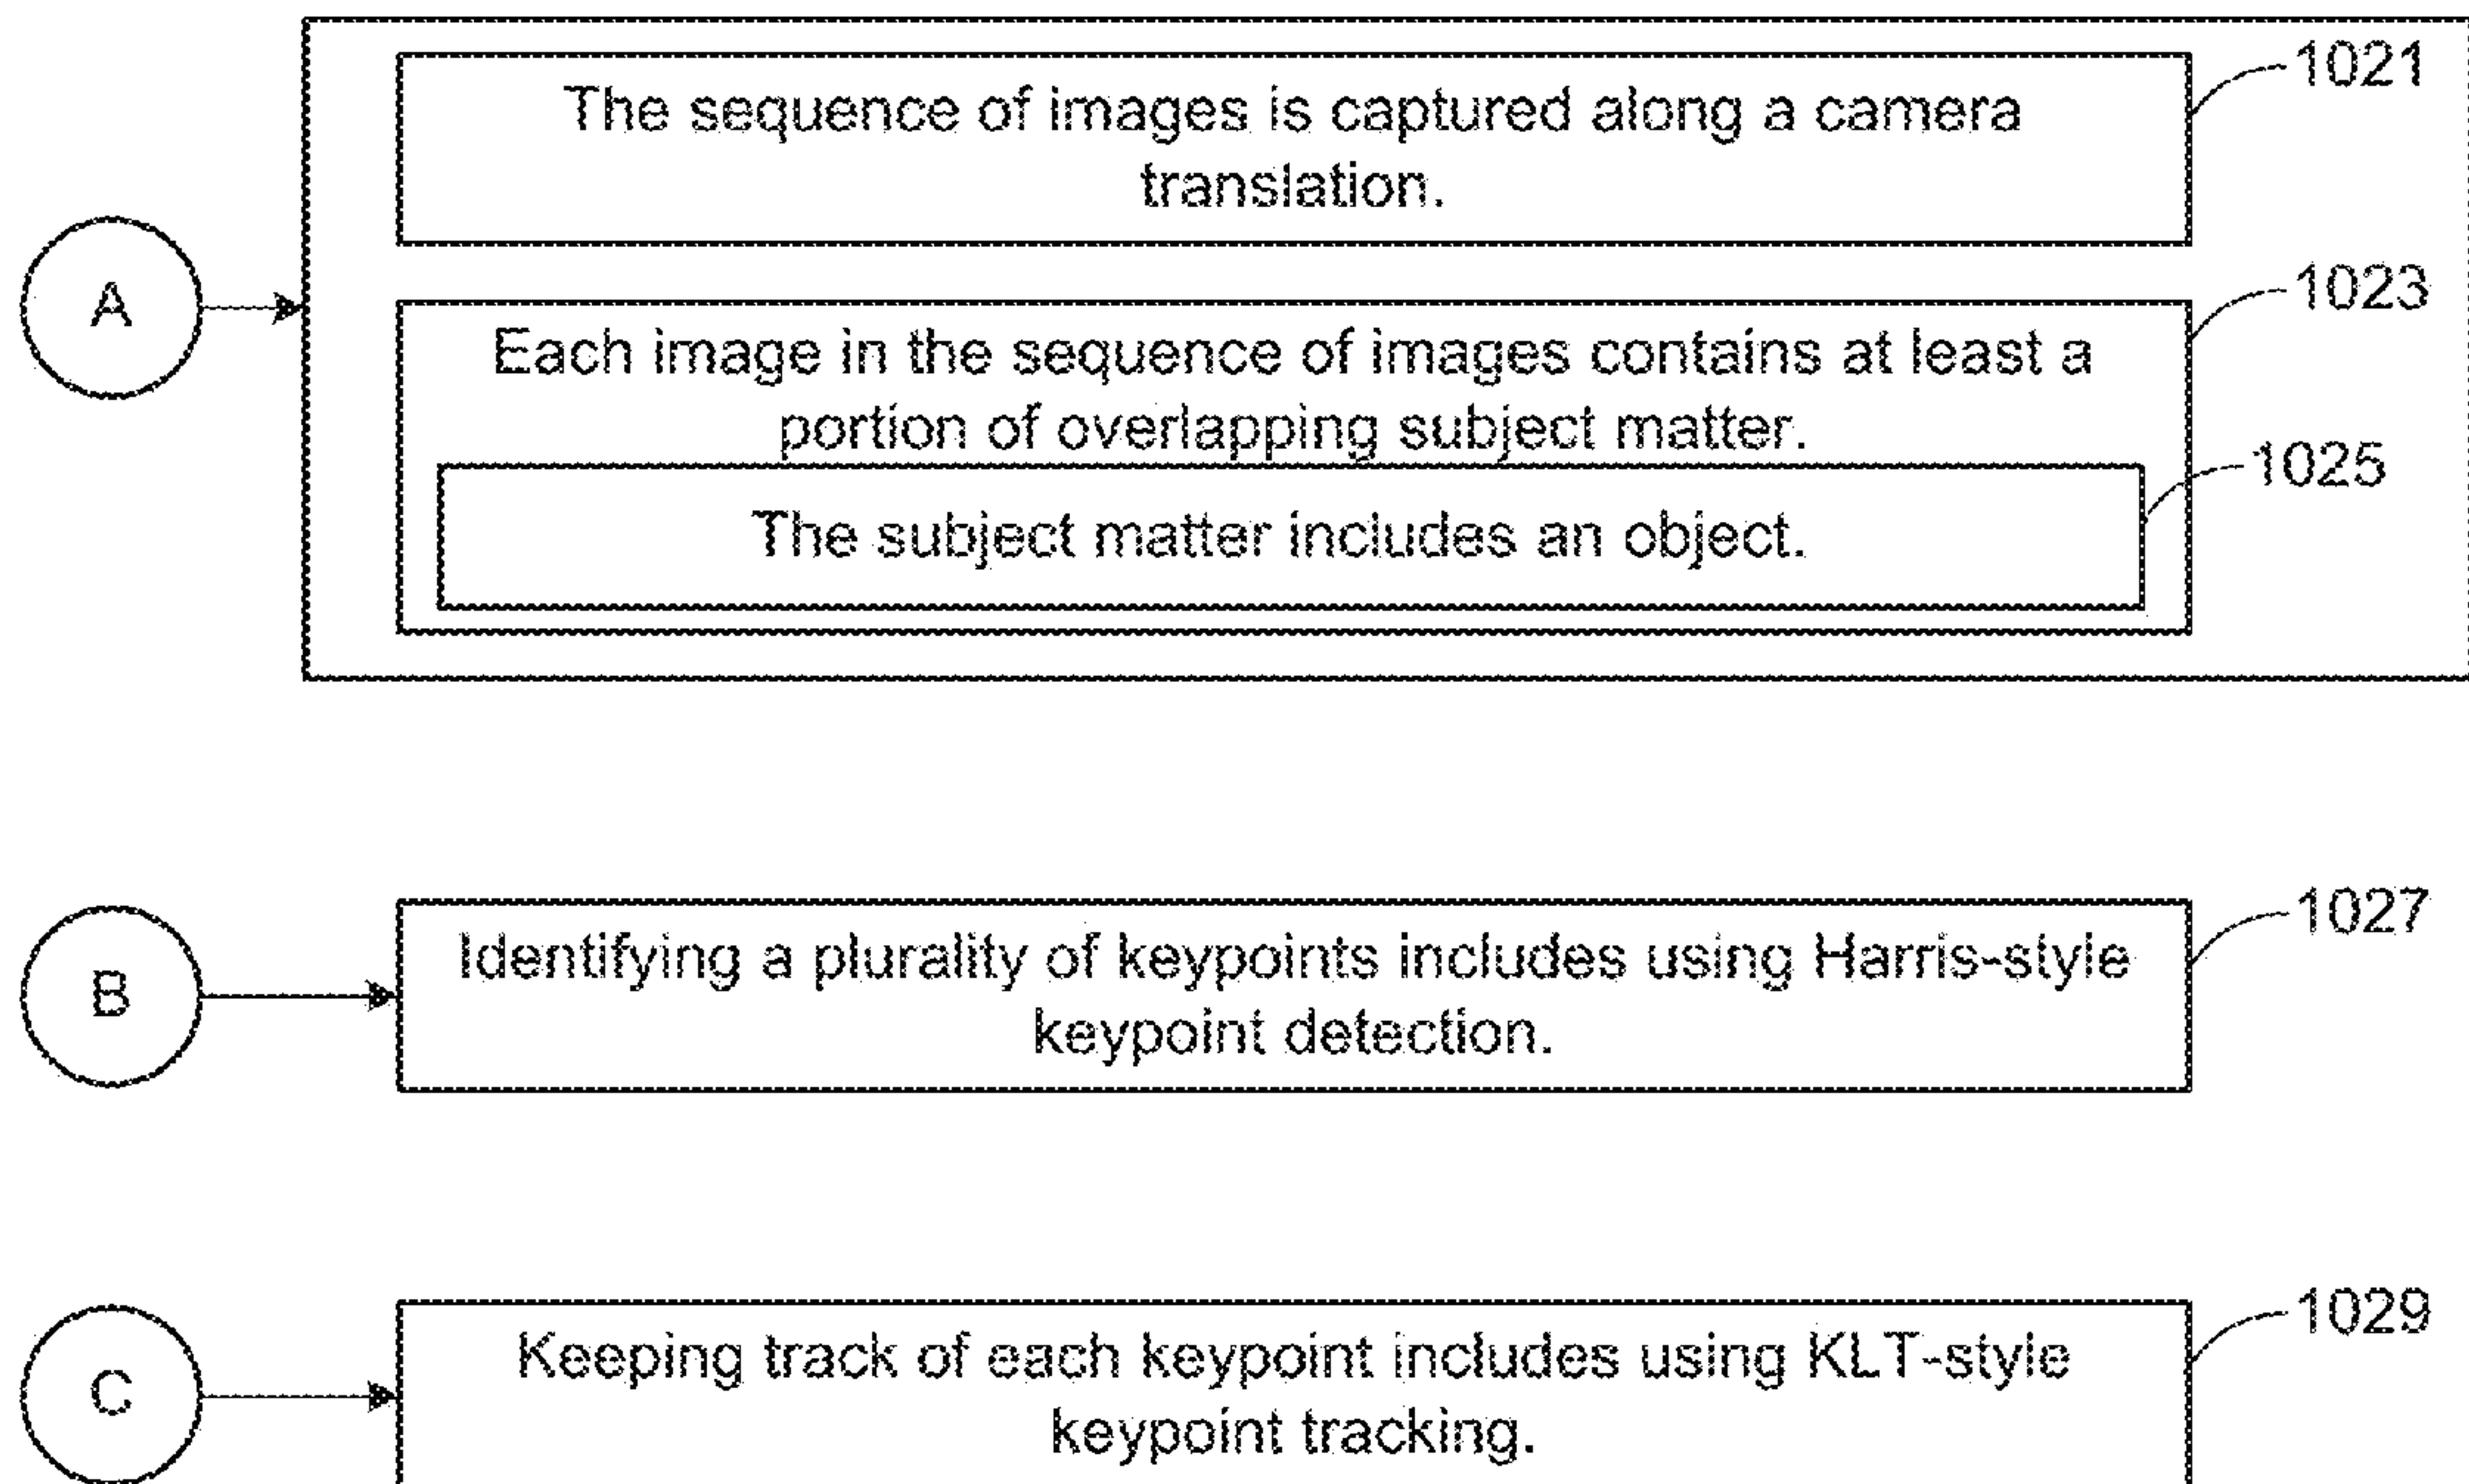 1021
The sequence of images is captured along a camera
translation.
A
1023
Each image in the sequence of images contains at least a
portion of overlapping subject matter.
1025
The subject matter includes an object.
1027
Identifying a plurality of keypoints includes using Harris-style
keypoint detection.
B
1029
Keeping track of each keypoint includes using KLT-style
keypoint tracking.
C